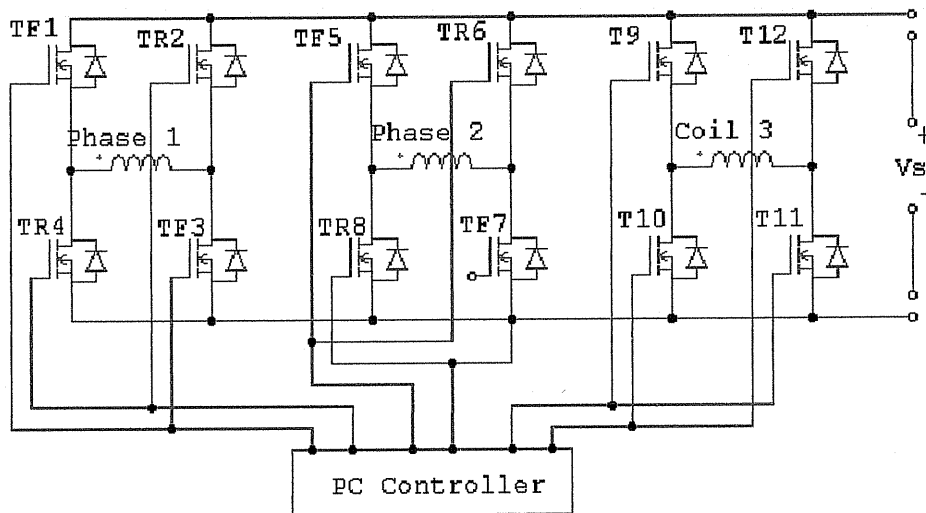 TF1
TR2
TF5
TR6
T9
T12
Phase 1
Phase 2
Coil 3
+
+
+
+
Vs
-
TR4
TF3
TR8
TF7
T10
T11
PC Controller